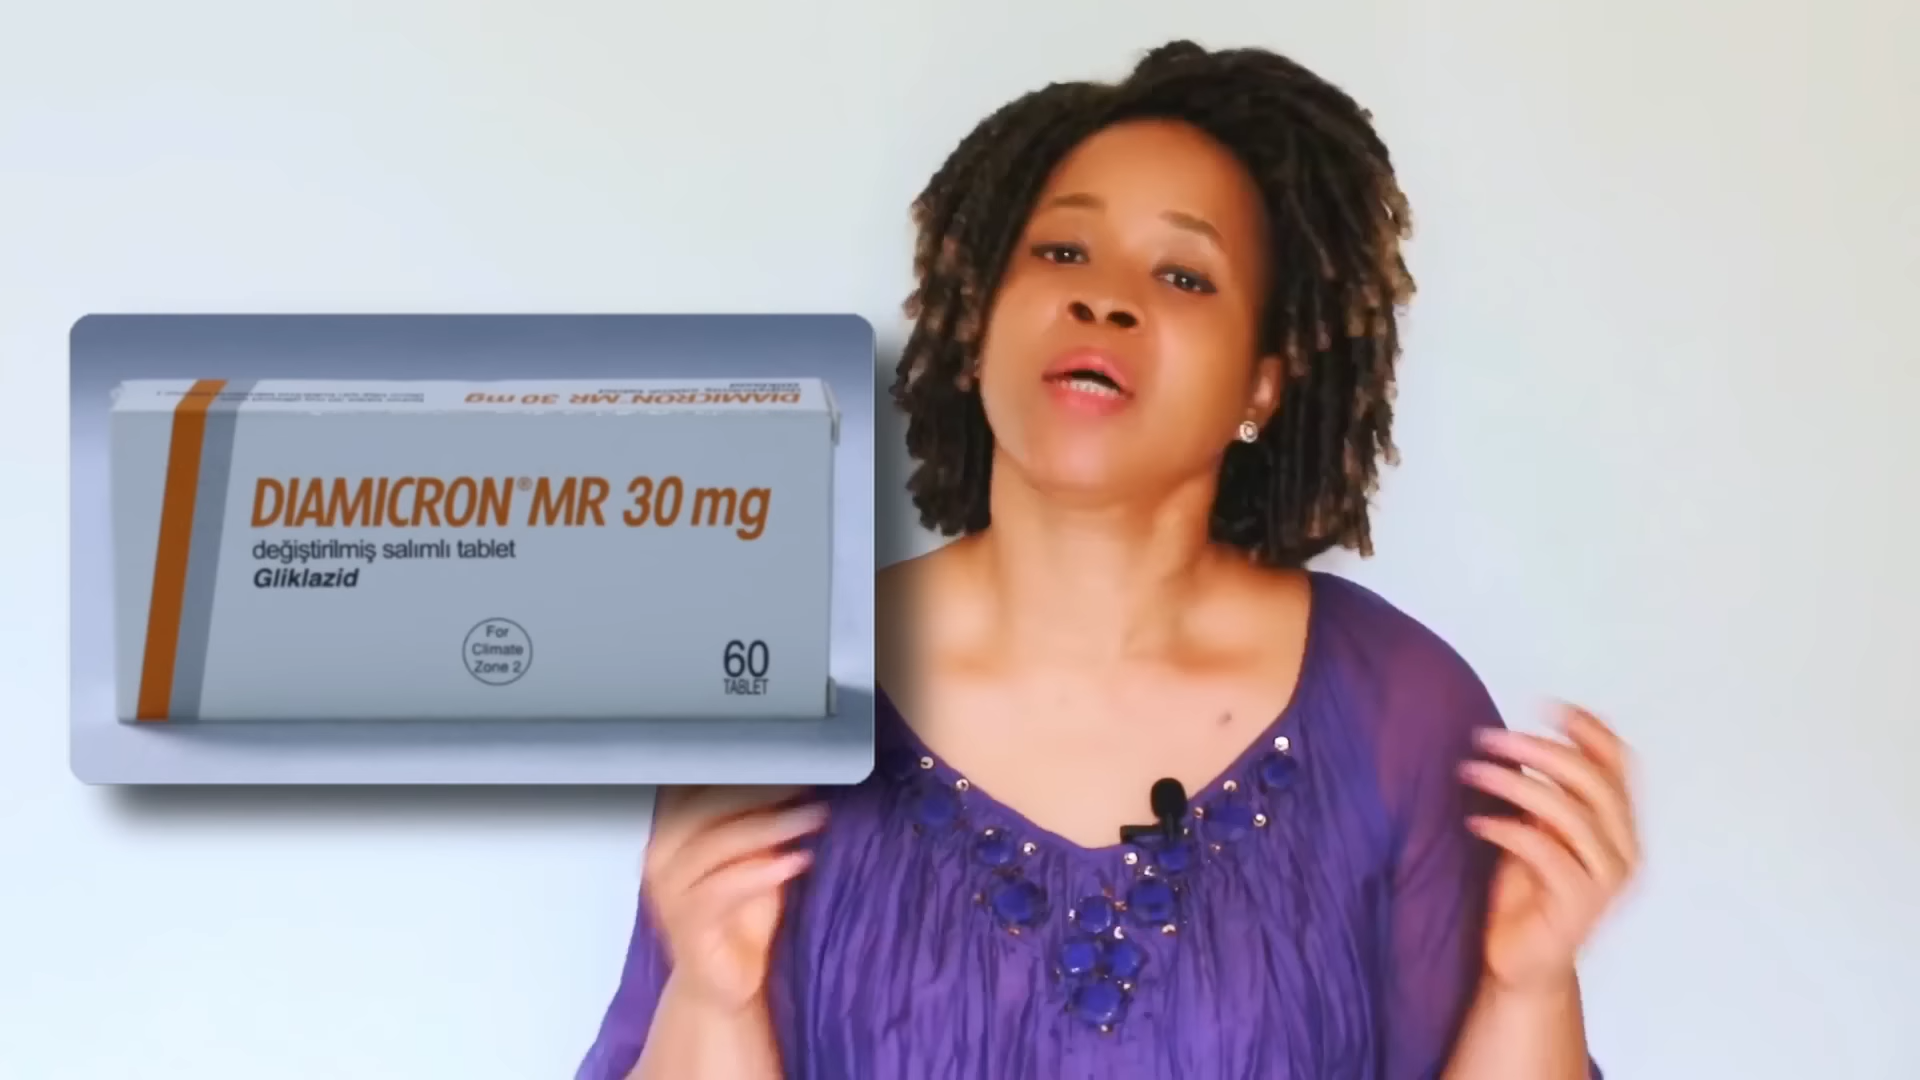 DIAMICRON MR 30 mg
DIAMICRON® MR 30 mg
değiştirilmiş salımlı tablet
Gliklazid
For
Climate
Zone 2
60
TABLET